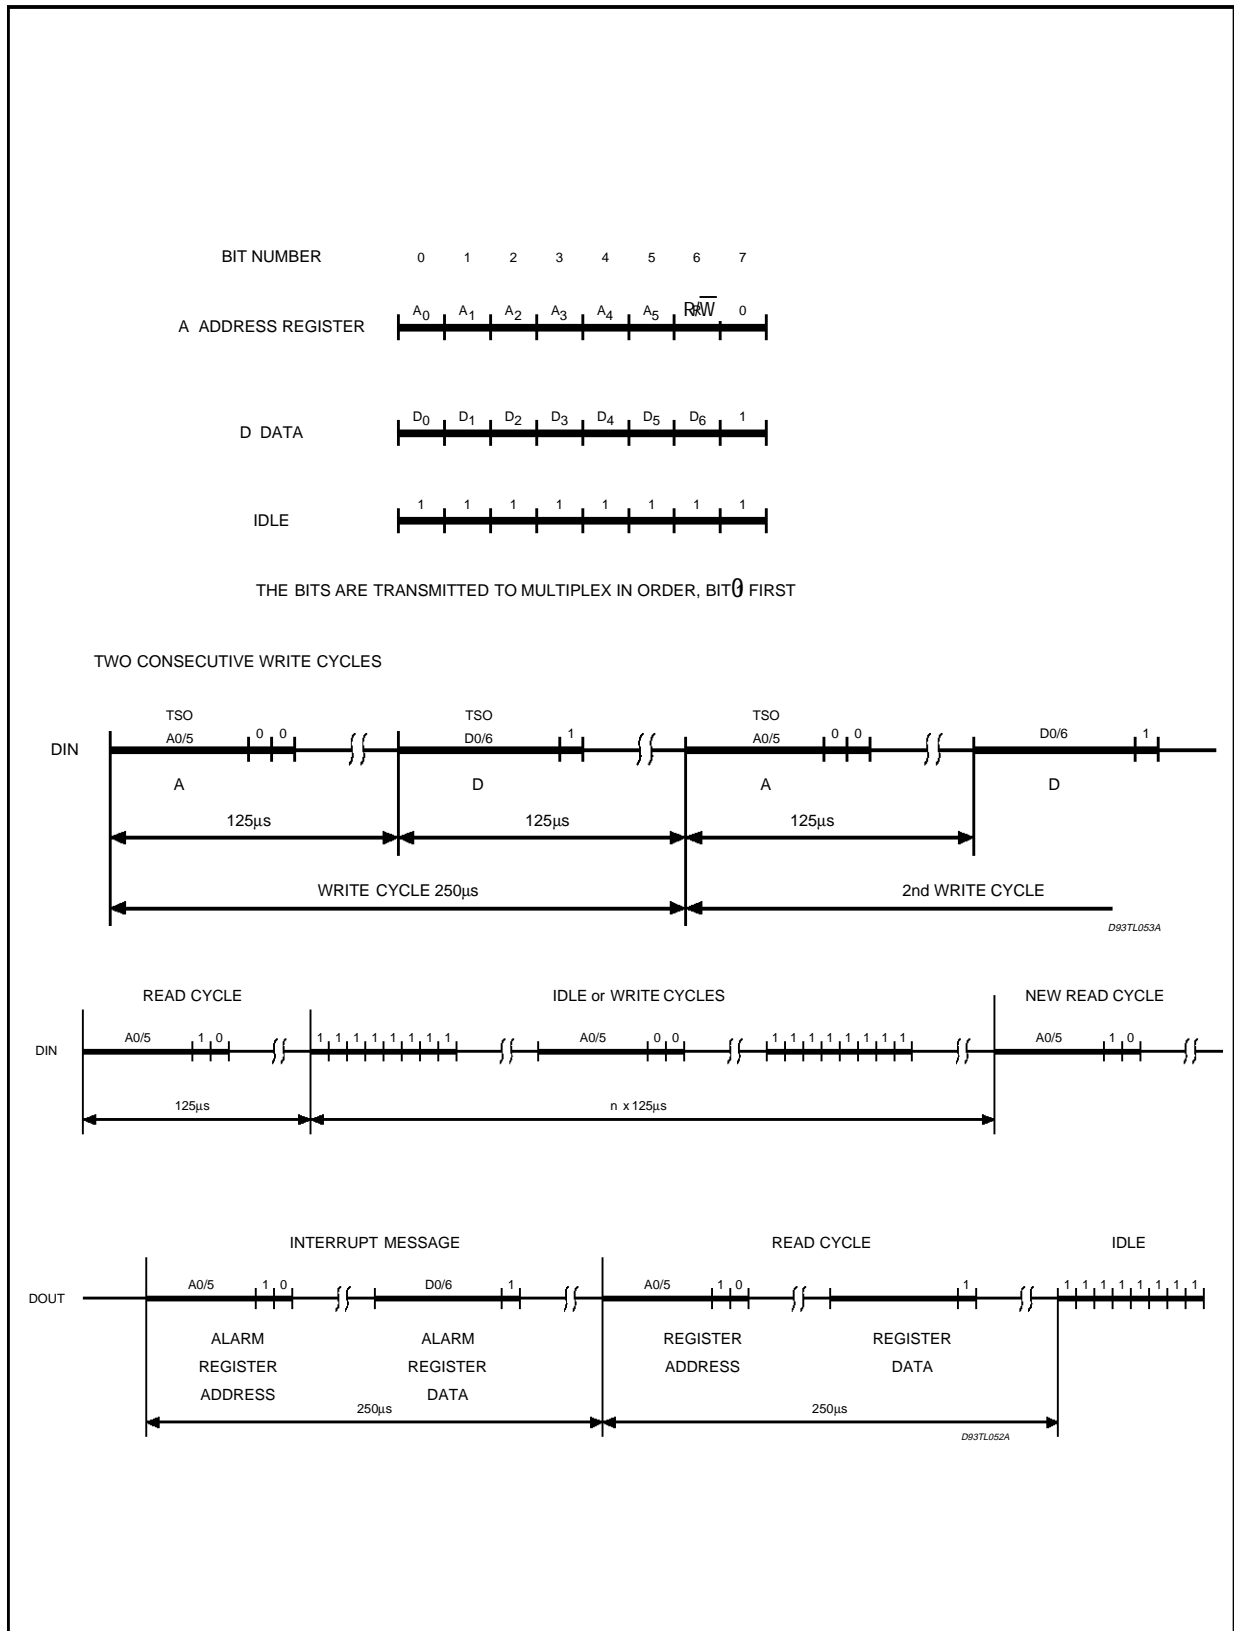 BIT NUMBER 0 1 2 3 4 5 6 7
A ADDRESS REGISTER A0 A1 A2 A3 A4 A5 R/W 0
D DATA D0 D1 D2 D3 D4 D5 D6 1
IDLE 1 1 1 1 1 1 1 1
THE BITS ARE TRANSMITTED TO MULTIPLEX IN ORDER, BIT FIRST
TWO CONSECUTIVE WRITE CYCLES
TSO TSO TSO
DIN A0/5 0 0 D0/6 1 A0/5 0 0 D0/6 1
A D A D
125µs 125µs 125µs
WRITE CYCLE 250µs 2nd WRITE CYCLE
D93TL053A
READ CYCLE IDLE or WRITE CYCLES NEW READ CYCLE
DIN A0/5 1 0 1 1 1 1 1 1 1 1 A0/5 0 0 1 1 1 1 1 1 1 1 A0/5 1 0
125µs n x 125µs
INTERRUPT MESSAGE READ CYCLE IDLE
DOUT A0/5 1 0 D0/6 1 A0/5 1 0 1 1 1 1 1 1 1 1 1
ALARM ALARM REGISTER REGISTER
REGISTER REGISTER ADDRESS DATA
ADDRESS DATA
250µs 250µs
D93TL052A